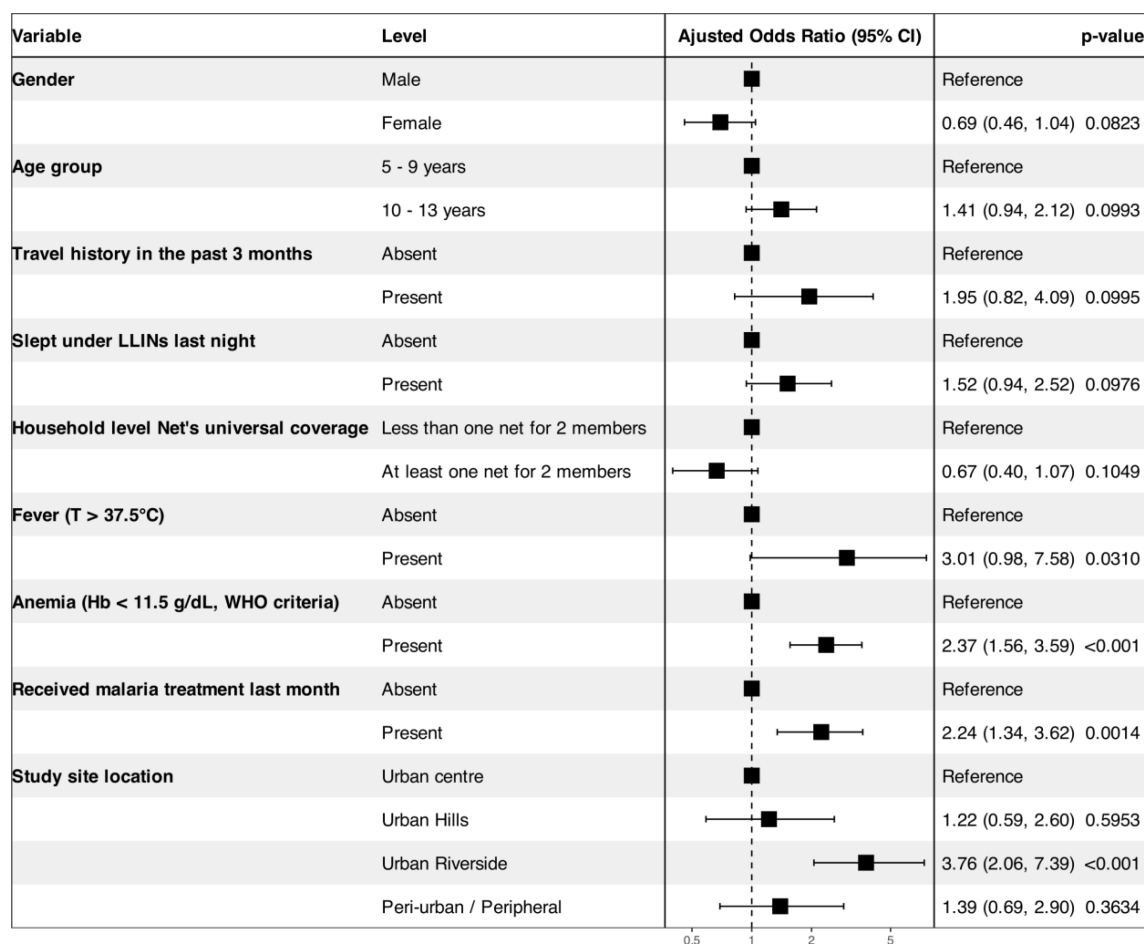 Variable Level Ajusted Odds Ratio (95% CI) p-value
Gender Male Reference
Female 0.69 (0.46, 1.04) 0.0823
Age group 5 - 9 years Reference
10 - 13 years 1.41 (0.94, 2.12) 0.0993
Travel history in the past 3 months Absent Reference
Present 1.95 (0.82, 4.09) 0.0995
Slept under LLINs last night Absent Reference
Present 1.52 (0.94, 2.52) 0.0976
Household level Net's universal coverage Less than one net for 2 members Reference
At least one net for 2 members 0.67 (0.40, 1.07) 0.1049
Fever (T > 37.5°C) Absent Reference
Present 3.01 (0.98, 7.58) 0.0310
Anemia (Hb < 11.5 g/dL, WHO criteria) Absent Reference
Present 2.37 (1.56, 3.59) <0.001
Received malaria treatment last month Absent Reference
Present 2.24 (1.34, 3.62) 0.0014
Study site location Urban centre Reference
Urban Hills 1.22 (0.59, 2.60) 0.5953
Urban Riverside 3.76 (2.06, 7.39) <0.001
Peri-urban / Peripheral 1.39 (0.69, 2.90) 0.3634
0.5 1 2 5